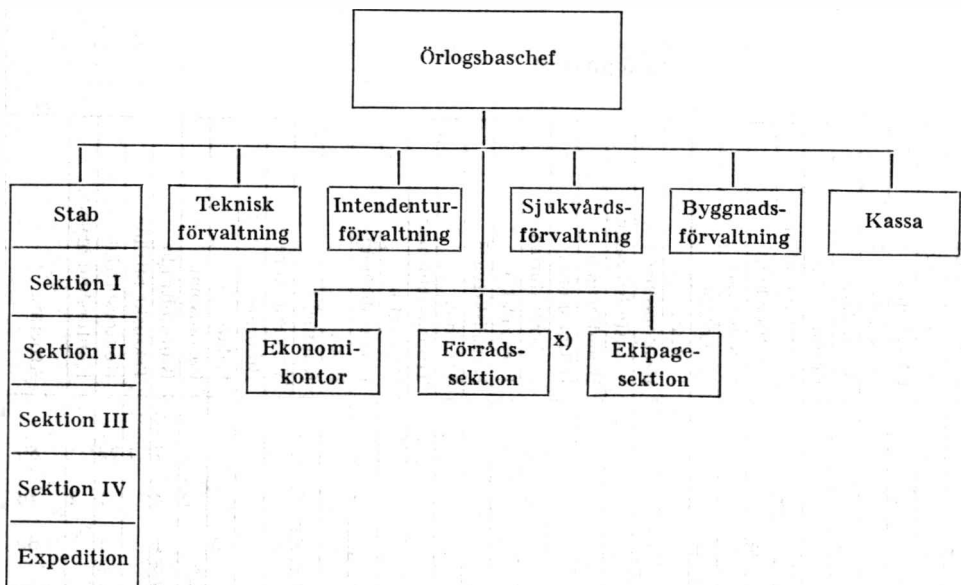 Örlogsbaschef
Stab
Teknisk
förvaltning
Intendentur-
förvaltning
Sjukvårds-
förvaltning
Byggnads-
förvaltning
Kassa
Sektion I
Sektion II
Sektion III
Sektion IV
Expedition
Ekonomi-
kontor
Förråds-
sektion
x)
Ekipage-
sektion